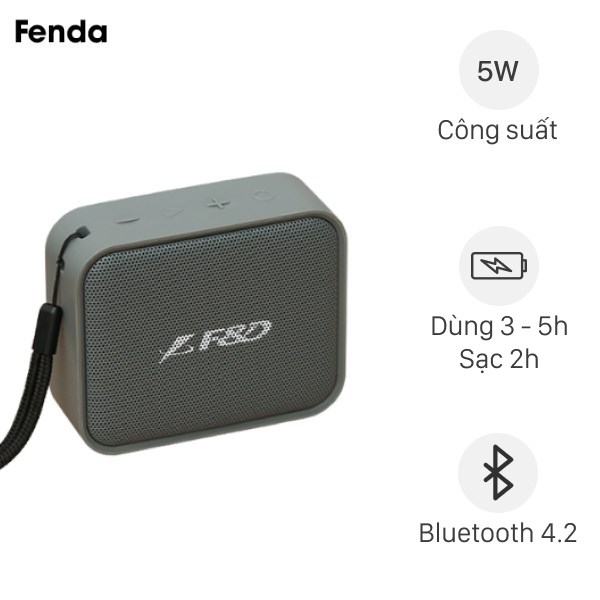 Fenda
5W
Công suất
F&D
Dùng 3 - 5h
Sạc 2h
Bluetooth 4.2